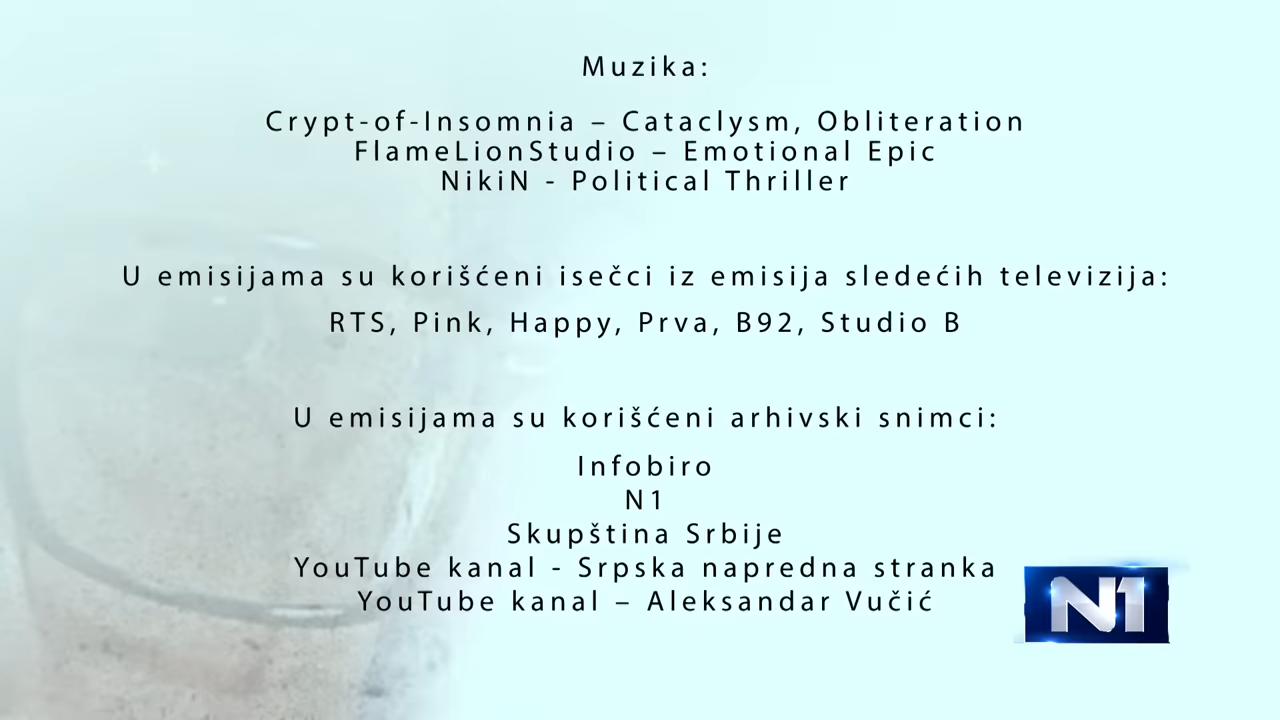 Muzika:
Crypt-of-Insomnia – Cataclysm, Obliteration
FlameLionStudio – Emotional Epic
NikiN - Political Thriller
U emisijama su korišćeni isečci iz emisija sledećih televizija:
RTS, Pink, Happy, Prva, B92, Studio B
U emisijama su korišćeni arhivski snimci:
Infobiro
N1
Skupština Srbije
YouTube kanal - Srpska napredna stranka
YouTube kanal – Aleksandar Vučić
N1